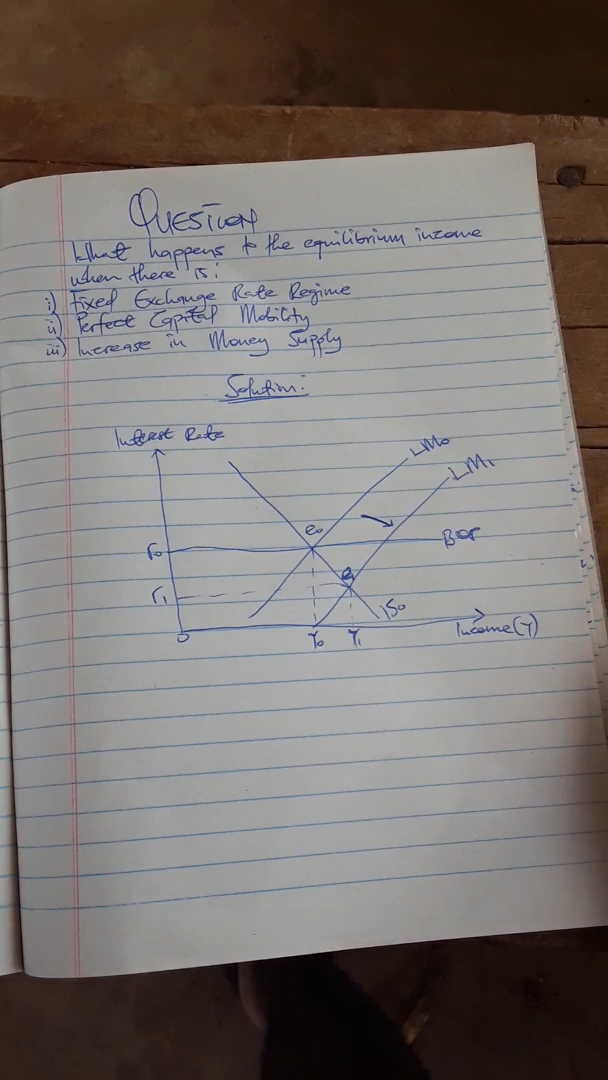 QUESTION
What happens to the equilibrium income
when there is:
i) Fixed Exchange Rate Regime
ii) Perfect Capital Mobility
iii) Increase in Money Supply
Solution:
Interest Rate
LM₀
LM₁
e₀
BOP
r₀
e₁
r₁
IS₀
Income(Y)
0
Y₀
Y₁